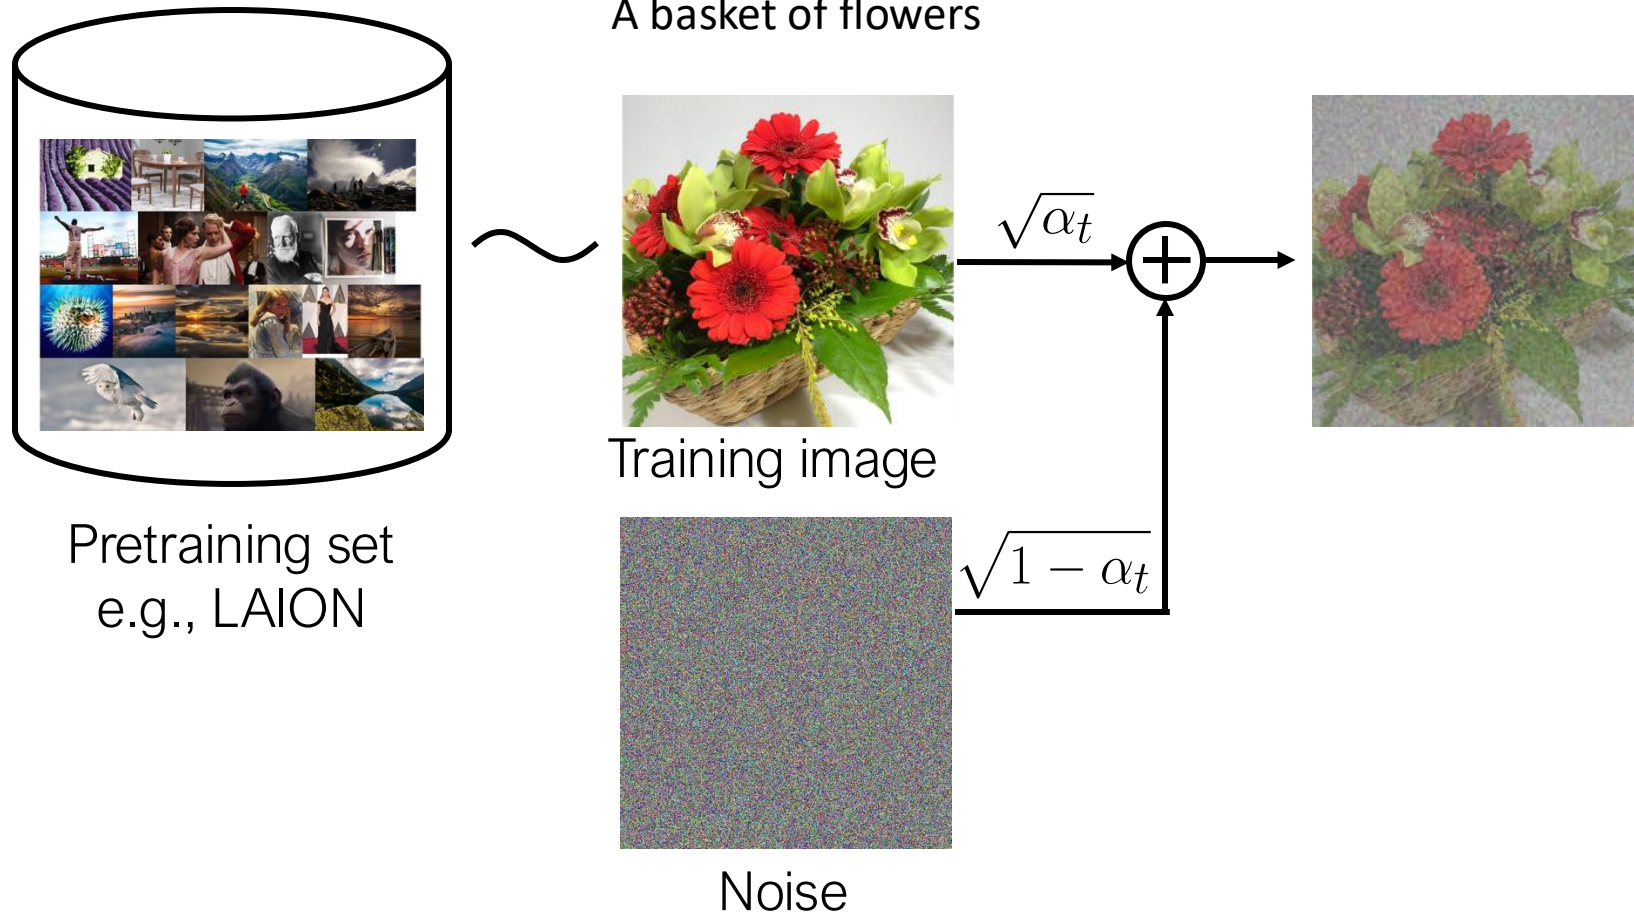 A basket of flowers
√αₜ
Training image
Pretraining set
e.g., LAION
√1 − αₜ
Noise